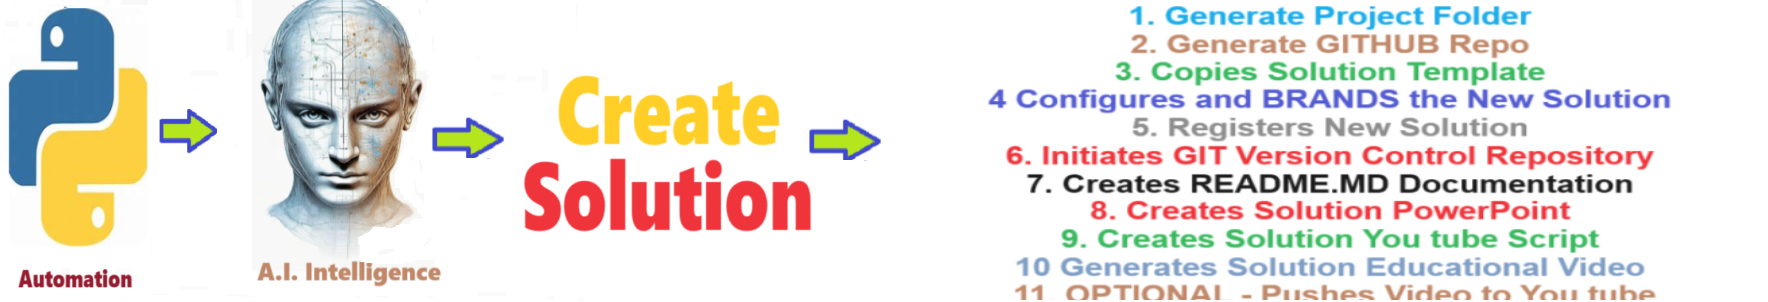 Automation
A.I. Intelligence
Create
Solution
1. Generate Project Folder
2. Generate GITHUB Repo
3. Copies Solution Template
4 Configures and BRANDS the New Solution
5. Registers New Solution
6. Initiates GIT Version Control Repository
7. Creates README.MD Documentation
8. Creates Solution PowerPoint
9. Creates Solution You tube Script
10 Generates Solution Educational Video
11. OPTIONAL - Pushes Video to You tube